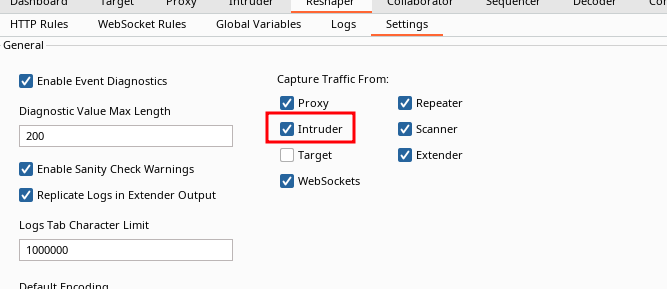 Dashboard Target Proxy Intruder Reshaper Collaborator Sequencer Decoder
HTTP Rules WebSocket Rules Global Variables Logs Settings
General
Enable Event Diagnostics
Diagnostic Value Max Length
200
Enable Sanity Check Warnings
Replicate Logs in Extender Output
Logs Tab Character Limit
1000000
Default Encoding
Capture Traffic From:
Proxy Repeater
Intruder Scanner
Target Extender
WebSockets